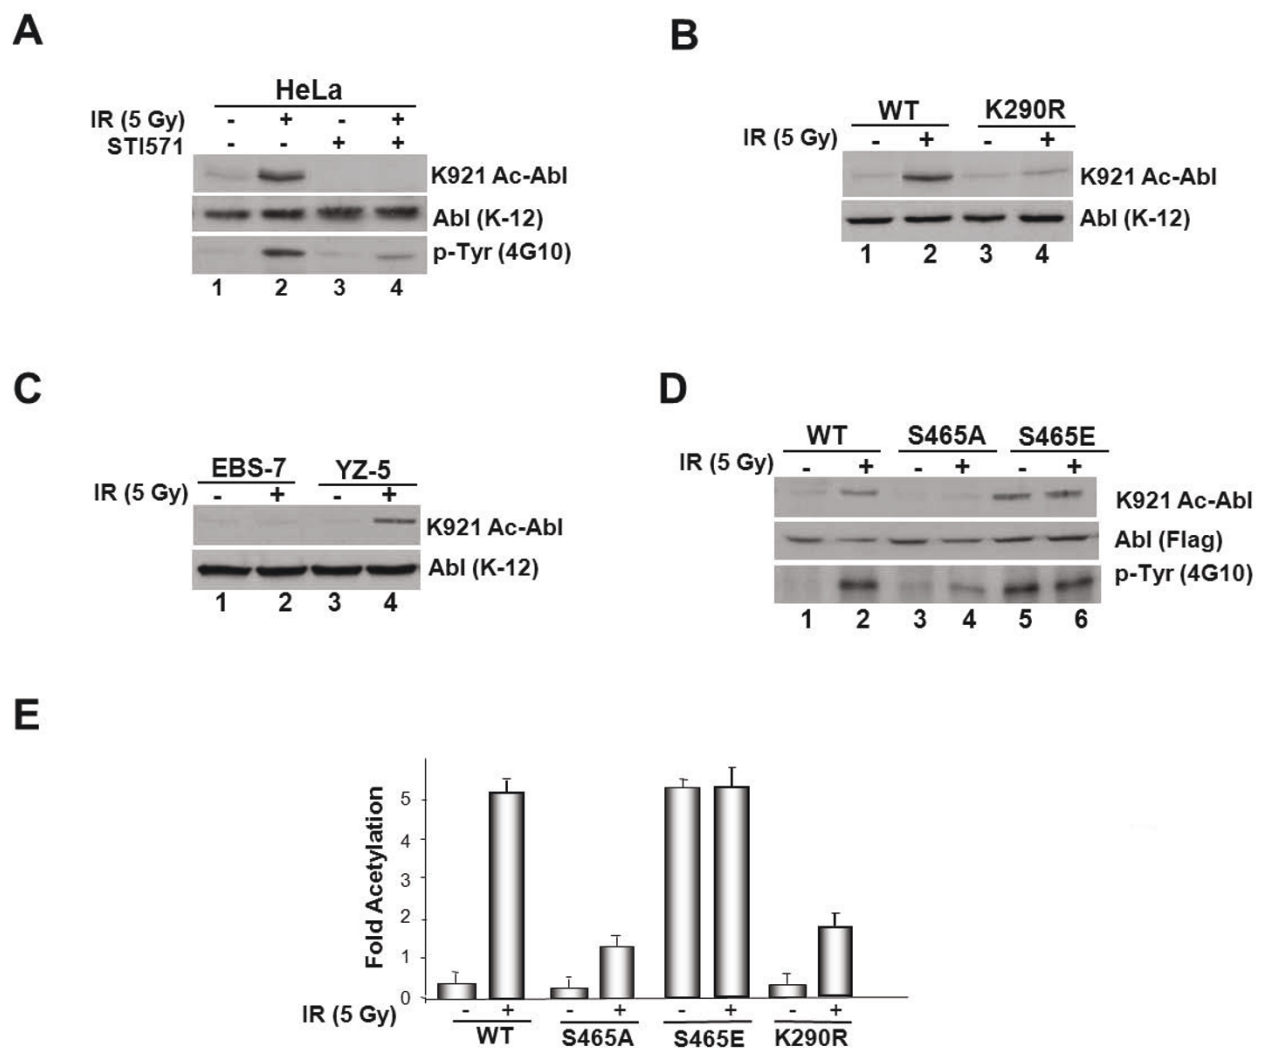 A
HeLa
IR (5 Gy) - + - +
STI571 - - + +
K921 Ac-Abl
Abl (K-12)
p-Tyr (4G10)
1 2 3 4
B
WT K290R
IR (5 Gy) - + - +
K921 Ac-Abl
Abl (K-12)
1 2 3 4
C
EBS-7 YZ-5
IR (5 Gy) - + - +
K921 Ac-Abl
Abl (K-12)
1 2 3 4
D
WT S465A S465E
IR (5 Gy) - + - + - +
K921 Ac-Abl
Abl (Flag)
p-Tyr (4G10)
1 2 3 4 5 6
E
Fold Acetylation
5
4
3
2
1
0
IR (5 Gy) - + - + - + - +
WT S465A S465E K290R